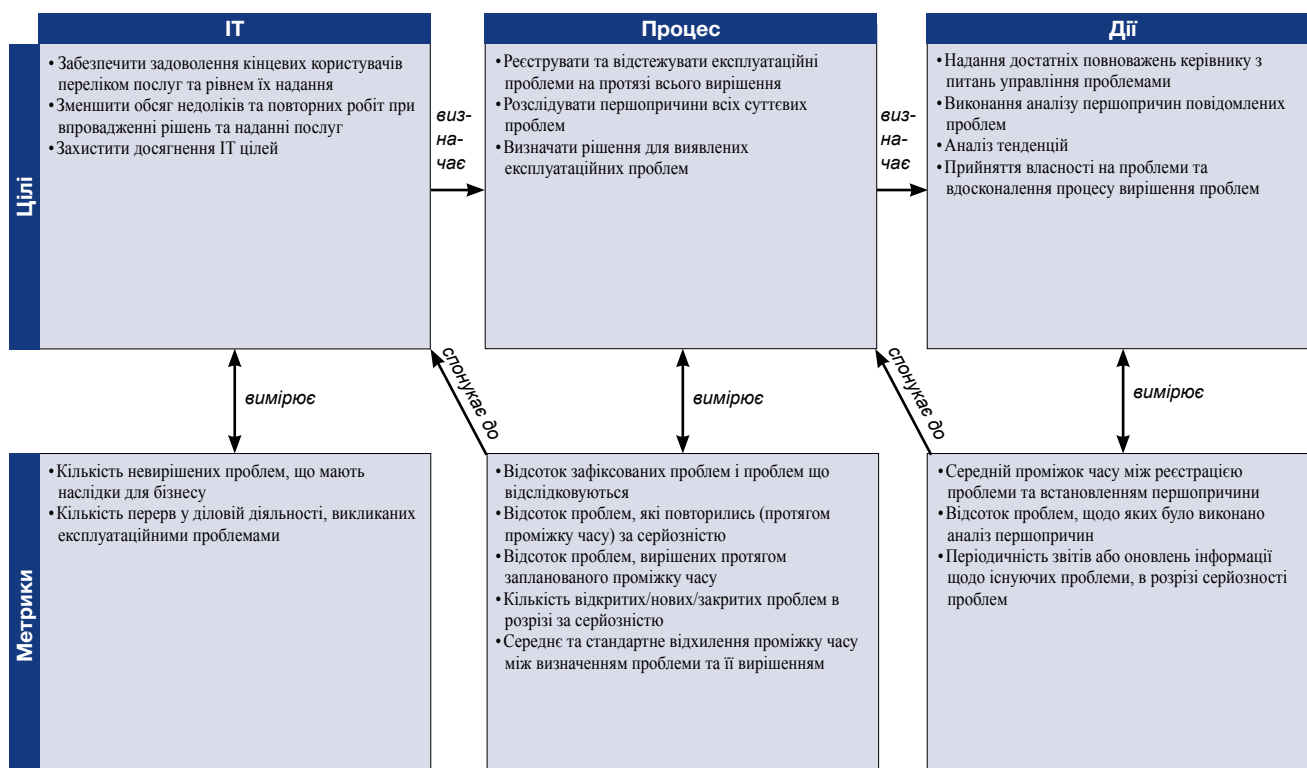 ІТ
Процес
Дії
Цілі
• Забезпечити задоволення кінцевих користувачів
переліком послуг та рівнем їх надання
• Зменшити обсяг недоліків та повторних робіт при
впровадженні рішень та наданні послуг
• Захистити досягнення ІТ цілей
виз-
на-
чає
• Реєструвати та відстежувати експлуатаційні
проблеми на протязі всього вирішення
• Розслідувати першопричини всіх суттєвих
проблем
• Визначати рішення для виявлених
експлуатаційних проблем
виз-
на-
чає
• Надання достатніх повноважень керівнику з
питань управління проблемами
• Виконання аналізу першопричин повідомлених
проблем
• Аналіз тенденцій
• Прийняття власності на проблеми та
вдосконалення процесу вирішення проблем
вимірює
спонукає до
вимірює
спонукає до
вимірює
Метрики
• Кількість невирішених проблем, що мають
наслідки для бізнесу
• Кількість перерв у діловій діяльності, викликаних
експлуатаційними проблемами
• Відсоток зафіксованих проблем і проблем що
відслідковуються
• Відсоток проблем, які повторились (протягом
проміжку часу) за серйозністю
• Відсоток проблем, вирішених протягом
запланованого проміжку часу
• Кількість відкритих/нових/закритих проблем в
розрізі за серйозністю
• Середнє та стандартне відхилення проміжку часу
між визначенням проблеми та її вирішенням
• Середній проміжок часу між реєстрацією
проблеми та встановленням першопричини
• Відсоток проблем, щодо яких було виконано
аналіз першопричин
• Періодичність звітів або оновлень інформації
щодо існуючих проблеми, в розрізі серйозності
проблем